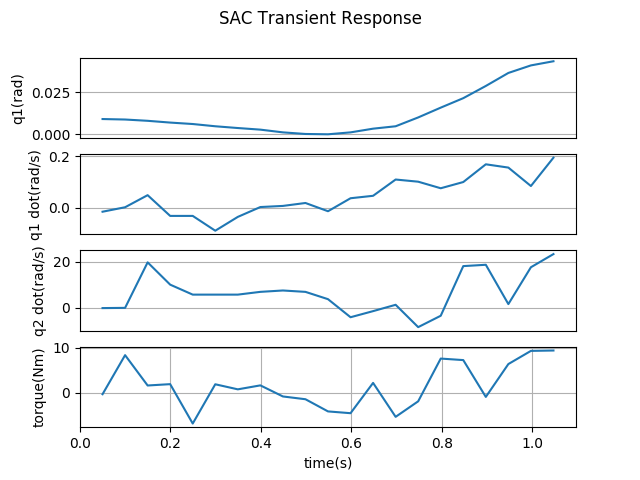 SAC Transient Response
q1(rad)
0.025
0.000
q1 dot(rad/s)
0.2
0.0
q2 dot(rad/s)
20
0
torque(Nm)
10
0
0.0 0.2 0.4 0.6 0.8 1.0
time(s)